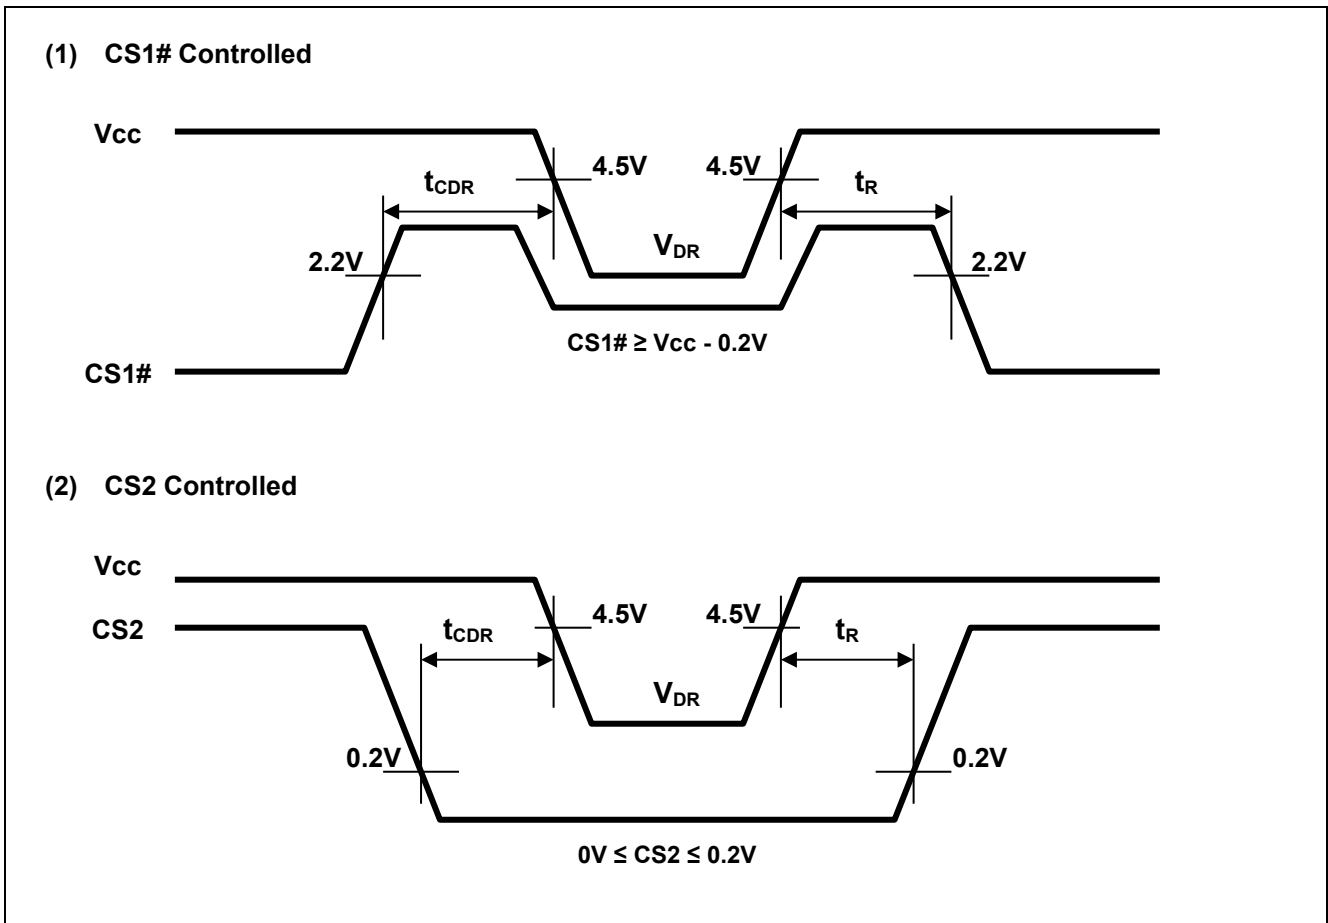 (1) CS1# Controlled
Vcc
4.5V
4.5V
tCDR
tR
VDR
2.2V
2.2V
CS1# ≥ Vcc - 0.2V
CS1#
(2) CS2 Controlled
Vcc
4.5V
4.5V
CS2
tCDR
tR
VDR
0.2V
0.2V
0V ≤ CS2 ≤ 0.2V